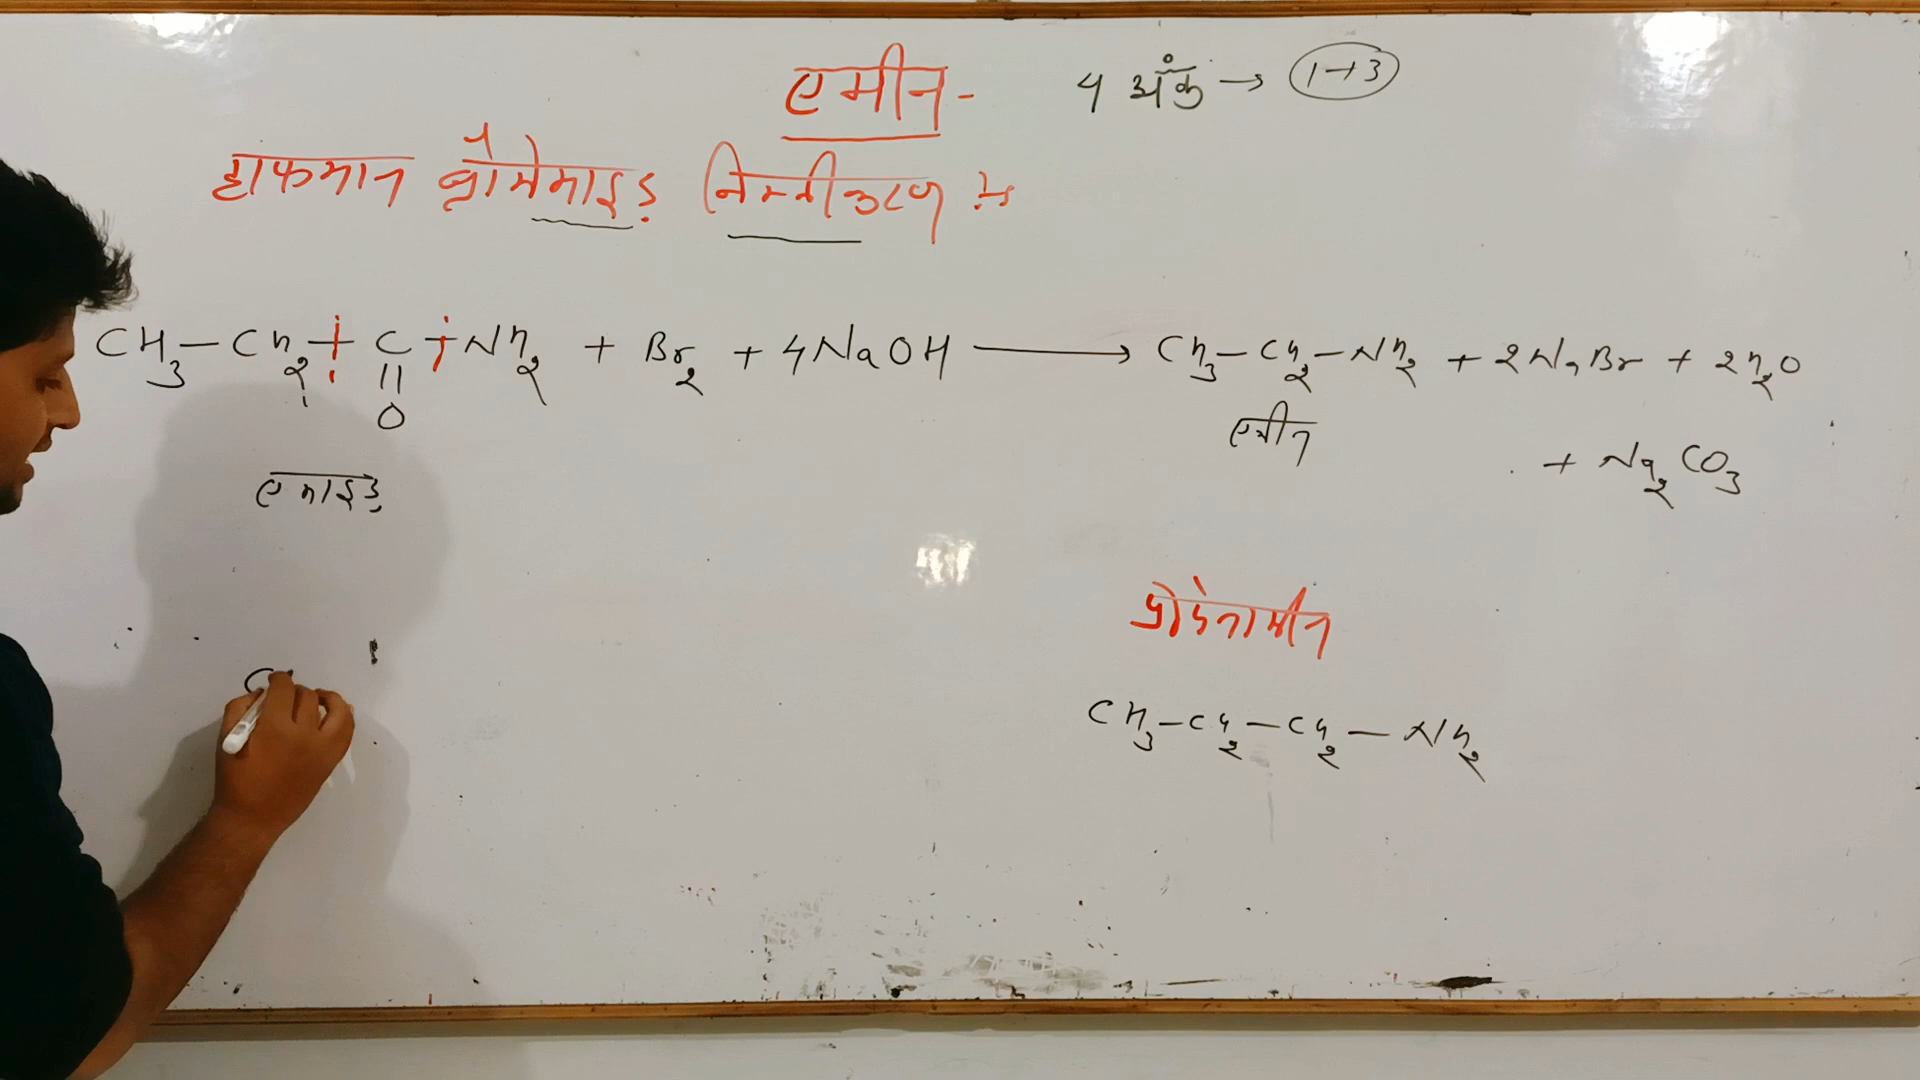 एमीन - 4 अंक → 1→3
हाफमान ब्रोमेमाइड निम्नीकरण से
CH₃—CH₂—C—NH₂ + Br₂ + 4NaOH ⟶ CH₃—CH₂—NH₂ + 2NaBr + 2H₂O
||
O
एमीन
+ Na₂CO₃
एमाइड
प्रोपेनामीन
C
CH₃—CH₂—CH₂—NH₂